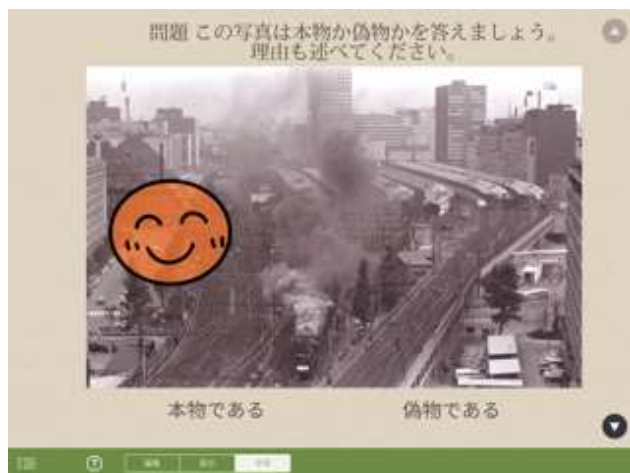 問題 この写真は本物か偽物かを答えましょう。
理由も述べてください。
本物である
偽物である